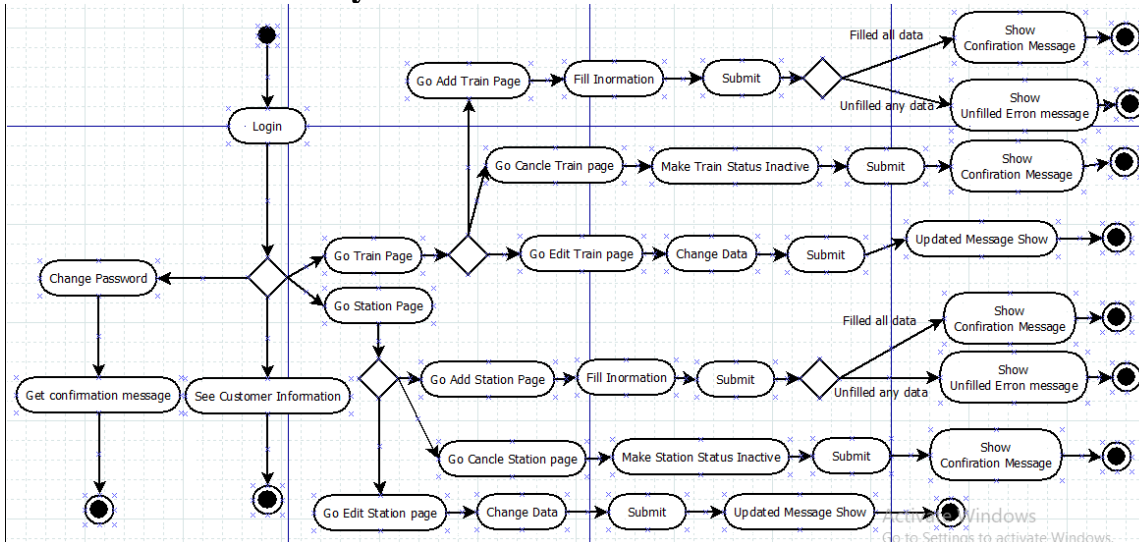 Filled all data
Show
Confiration Message
Go Add Train Page
Fill Inormation
Submit
Unfilled any data
Show
Unfilled Erron message
Login
Go Cancle Train page
Make Train Status Inactive
Submit
Show
Confiration Message
Go Train Page
Go Edit Train page
Change Data
Submit
Updated Message Show
Change Password
Go Station Page
Filled all data
Show
Confiration Message
Get confirmation message
See Customer Information
Go Add Station Page
Fill Inormation
Submit
Unfilled any data
Show
Unfilled Erron message
Go Cancle Station page
Make Station Status Inactive
Submit
Show
Confiration Message
Go Edit Station page
Change Data
Submit
Updated Message Show
Activate Windows
Go to Settings to activate Windows.